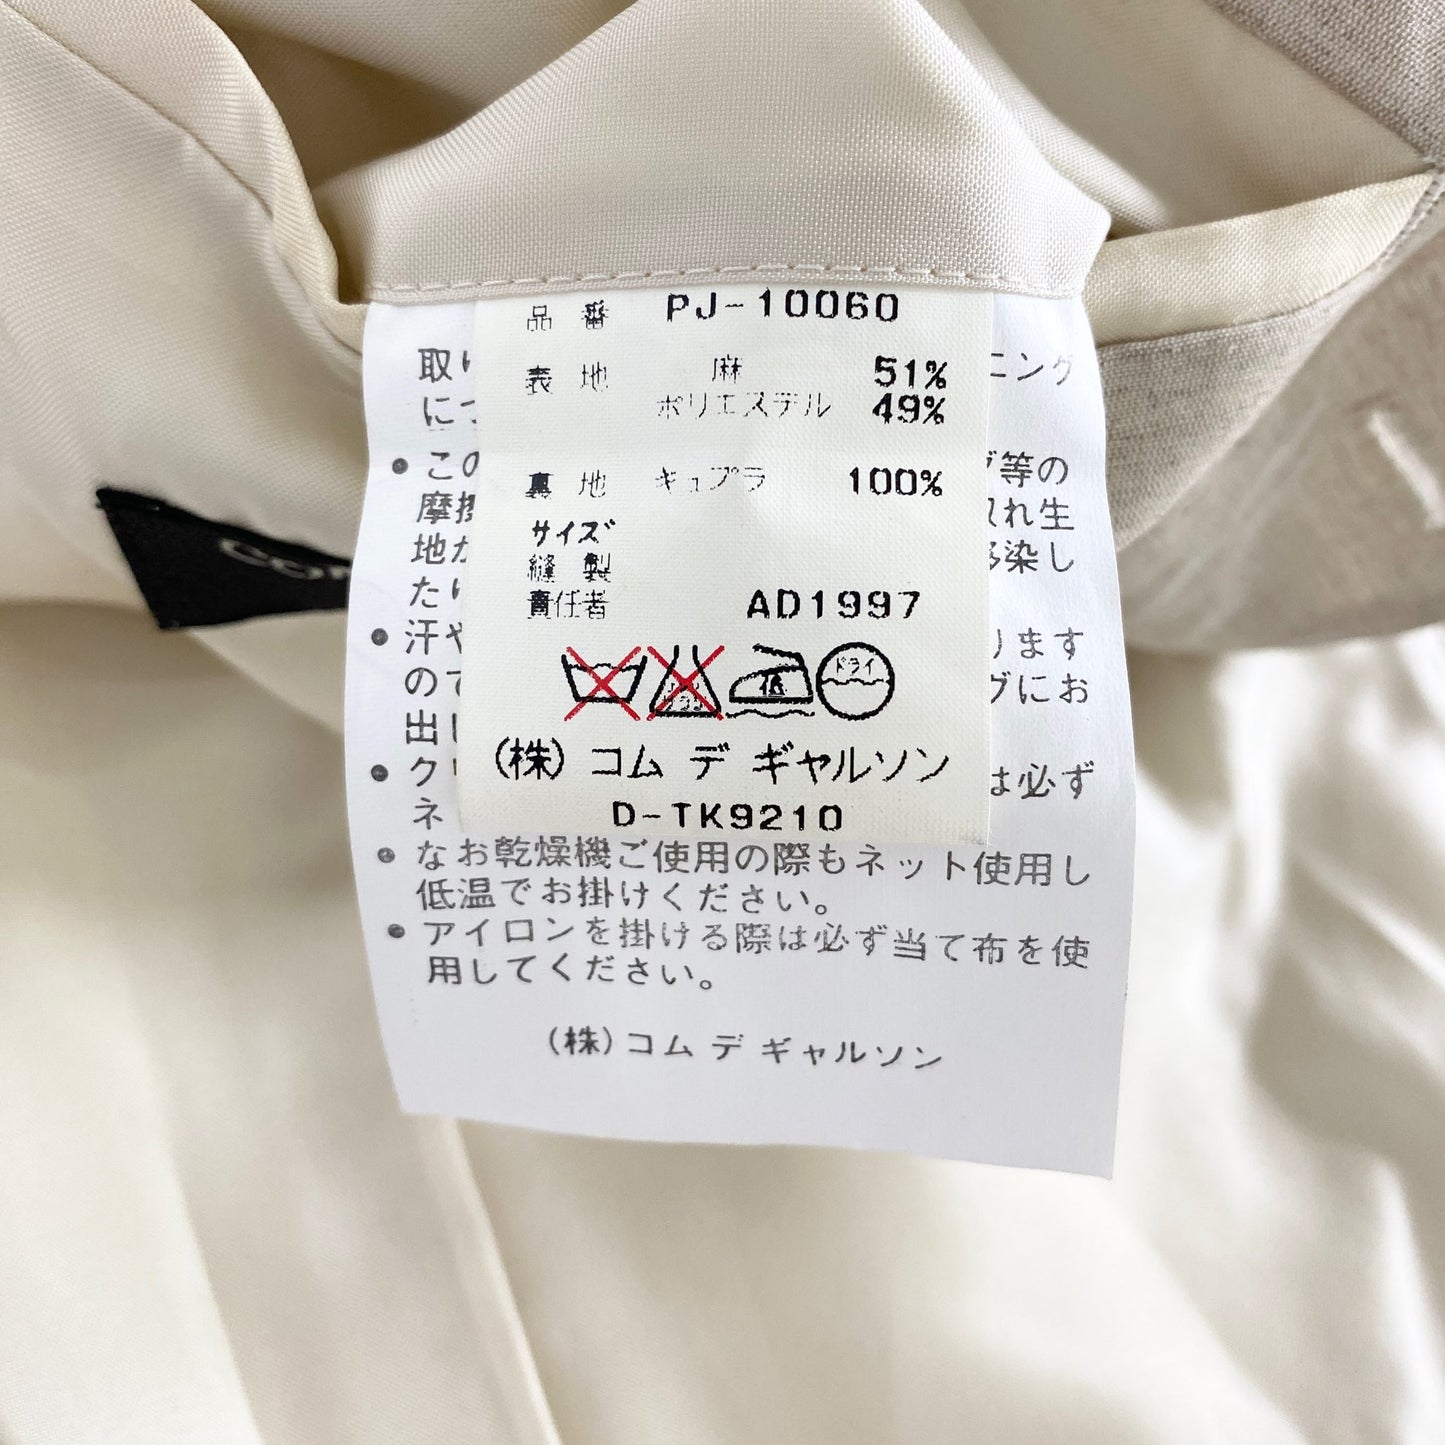 品番 PJ-10060
表地 麻 51%
ポリエステル 49%
裏地 キュプラ 100%
サイズ
縫製
責任者 AD1997
低 ドライ
(株) コム デ ギャルソン
D-TK9210
取り ニング
に
• この 等の
摩擦 れ生
地が 移染し
たり
• 汗や ります
ので グにお
出し
• ク は必ず
ネ
• なお乾燥機ご使用の際もネット使用し
低温でお掛けください。
• アイロンを掛ける際は必ず当て布を使
用してください。
(株) コム デ ギャルソン